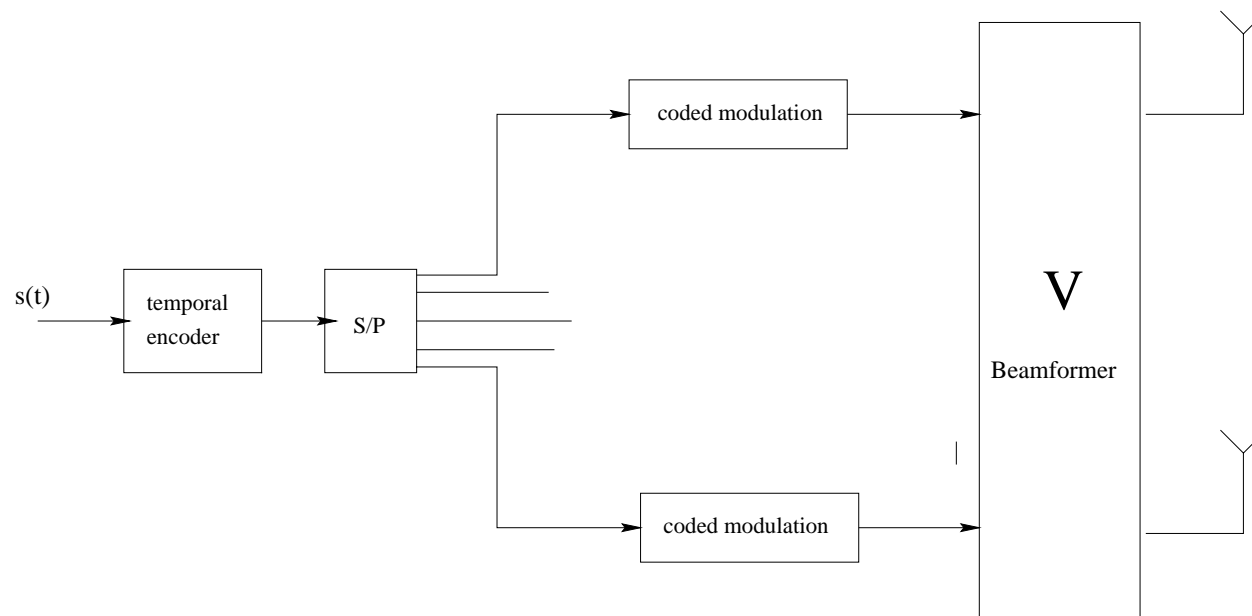 coded modulation
s(t)
temporal
encoder
S/P
V
Beamformer
coded modulation